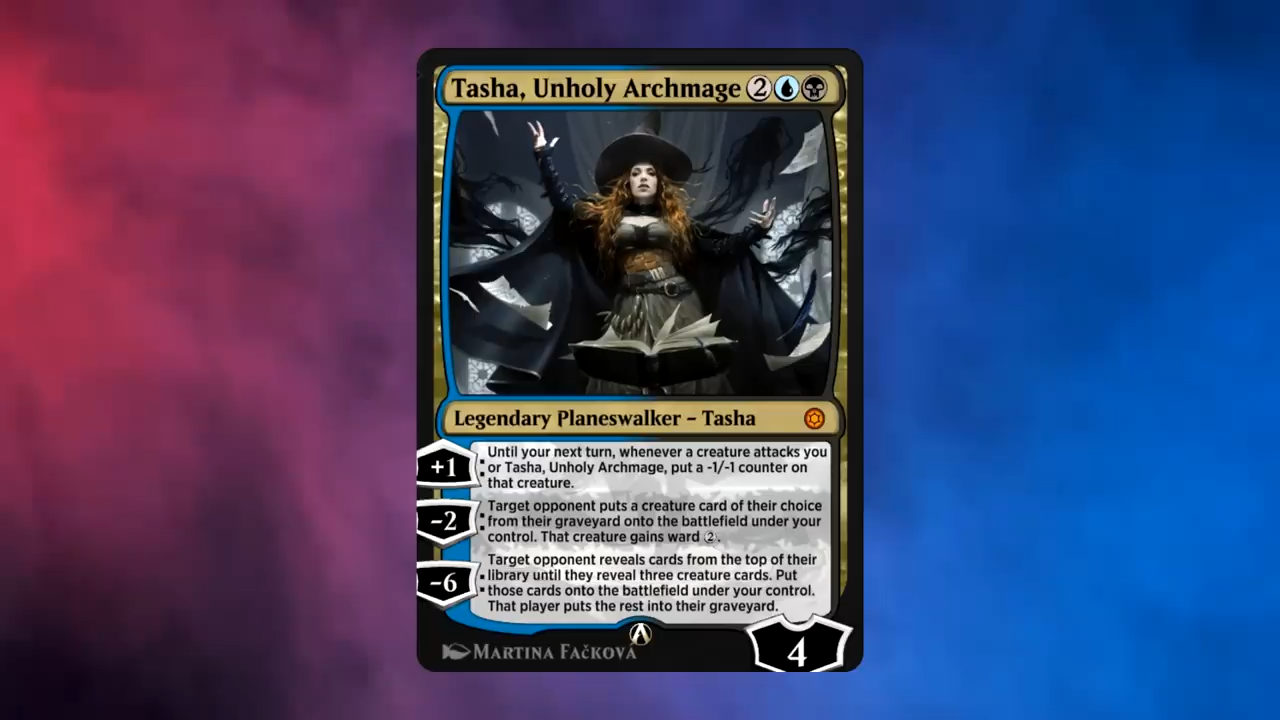 Tasha, Unholy Archmage 2
Legendary Planeswalker – Tasha
+1: Until your next turn, whenever a creature attacks you
or Tasha, Unholy Archmage, put a -1/-1 counter on
that creature.
−2: Target opponent puts a creature card of their choice
from their graveyard onto the battlefield under your
control. That creature gains ward 2.
−6: Target opponent reveals cards from the top of their
library until they reveal three creature cards. Put
those cards onto the battlefield under your control.
That player puts the rest into their graveyard.
Martina Fačková
4